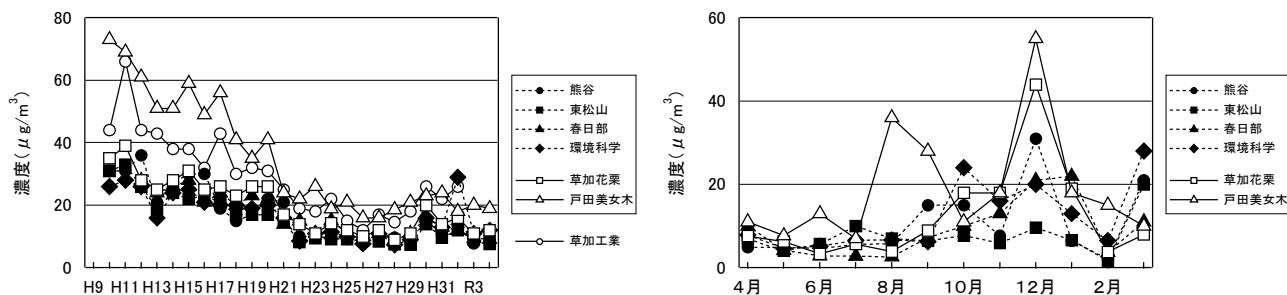 濃度(μg/m³)
80
60
40
20
0
H9 H11 H13 H15 H17 H19 H21 H23 H25 H27 H29 H31 R3
熊谷
東松山
春日部
環境科学
草加花栗
戸田美女木
草加工業
濃度(μg/m³)
60
40
20
0
4月 6月 8月 10月 12月 2月
熊谷
東松山
春日部
環境科学
草加花栗
戸田美女木